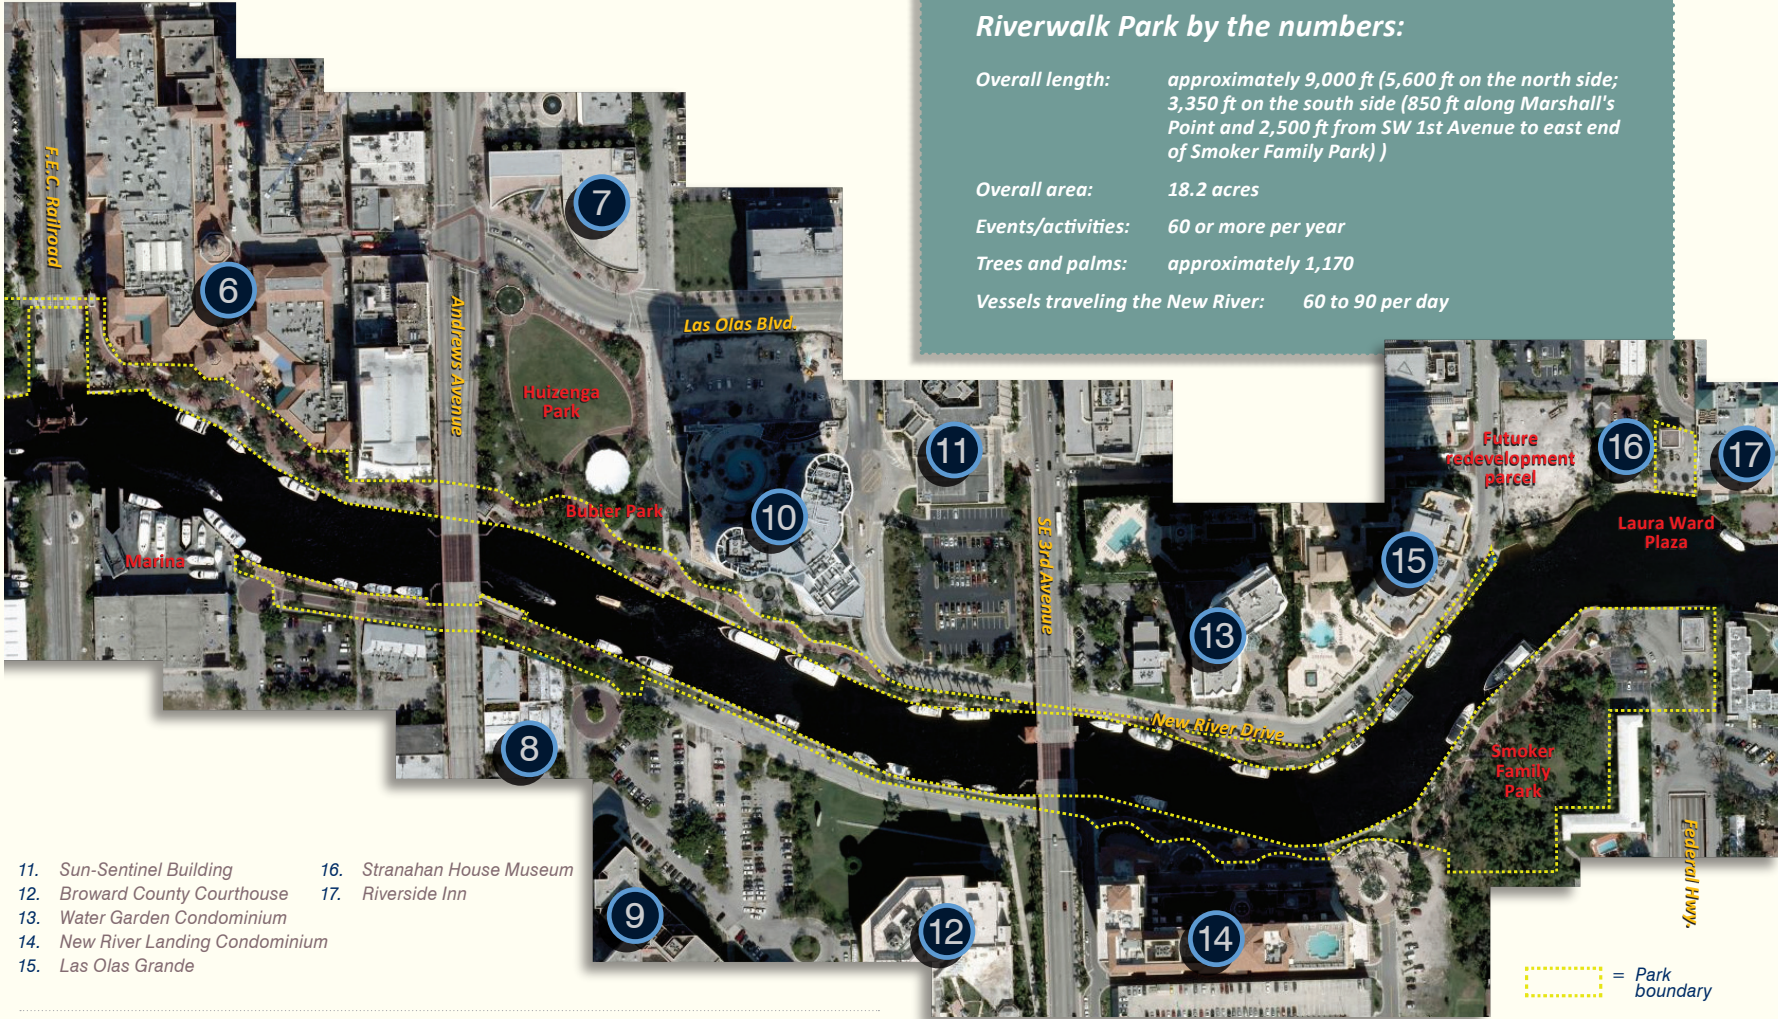 Riverwalk Park by the numbers:
Overall length: approximately 9,000 ft (5,600 ft on the north side;
3,350 ft on the south side (850 ft along Marshall's
Point and 2,500 ft from SW 1st Avenue to east end
of Smoker Family Park) )
Overall area: 18.2 acres
Events/activities: 60 or more per year
Trees and palms: approximately 1,170
Vessels traveling the New River: 60 to 90 per day
F.E.C. Railroad
6
7
Andrews Avenue
Las Olas Blvd.
Huizenga
Park
Bubier Park
10
11
Marina
8
9
12
SE 3rd Avenue
13
New River Drive
14
15
Future
redevelopment
parcel
16
17
Laura Ward
Plaza
Smoker
Family
Park
Federal Hwy.
11. Sun-Sentinel Building
12. Broward County Courthouse
13. Water Garden Condominium
14. New River Landing Condominium
15. Las Olas Grande
16. Stranahan House Museum
17. Riverside Inn
= Park
boundary